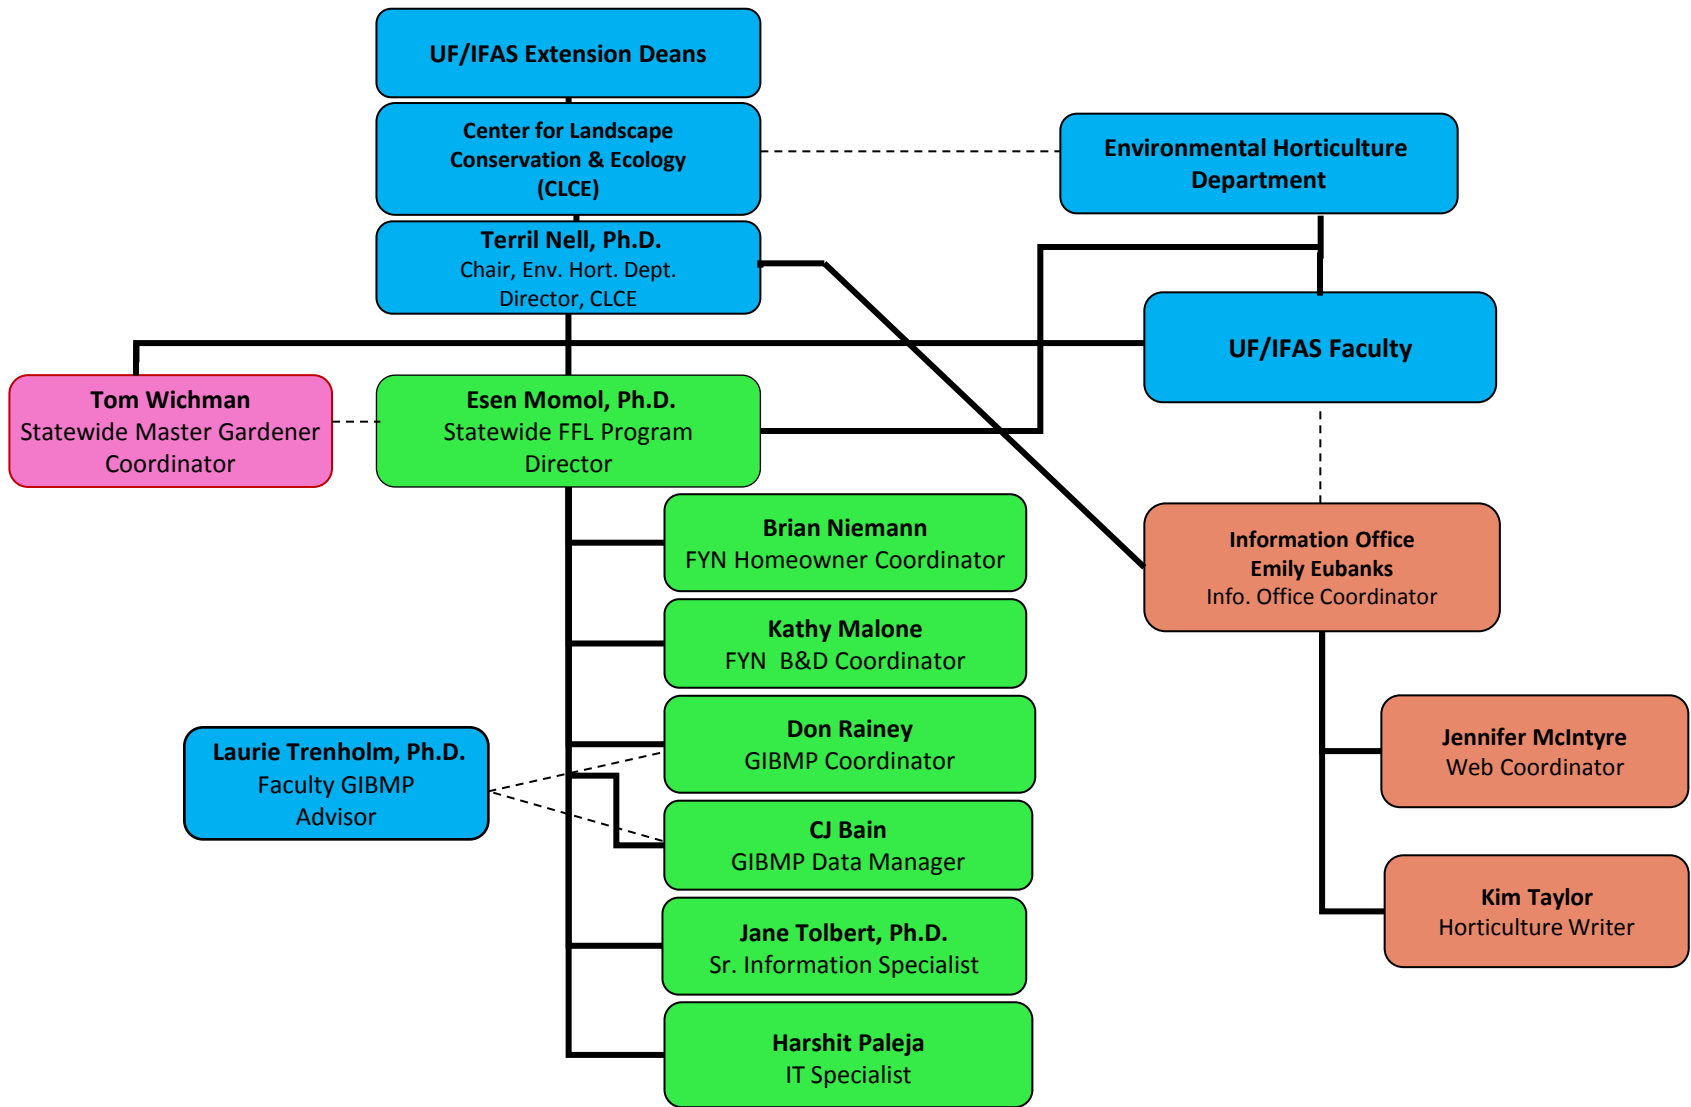 UF/IFAS Extension Deans
Center for Landscape
Conservation & Ecology
(CLCE)
Environmental Horticulture
Department
Terril Nell, Ph.D.
Chair, Env. Hort. Dept.
Director, CLCE
UF/IFAS Faculty
Tom Wichman
Statewide Master Gardener
Coordinator
Esen Momol, Ph.D.
Statewide FFL Program
Director
Brian Niemann
FYN Homeowner Coordinator
Information Office
Emily Eubanks
Info. Office Coordinator
Kathy Malone
FYN B&D Coordinator
Don Rainey
GIBMP Coordinator
Laurie Trenholm, Ph.D.
Faculty GIBMP
Advisor
Jennifer McIntyre
Web Coordinator
CJ Bain
GIBMP Data Manager
Kim Taylor
Horticulture Writer
Jane Tolbert, Ph.D.
Sr. Information Specialist
Harshit Paleja
IT Specialist